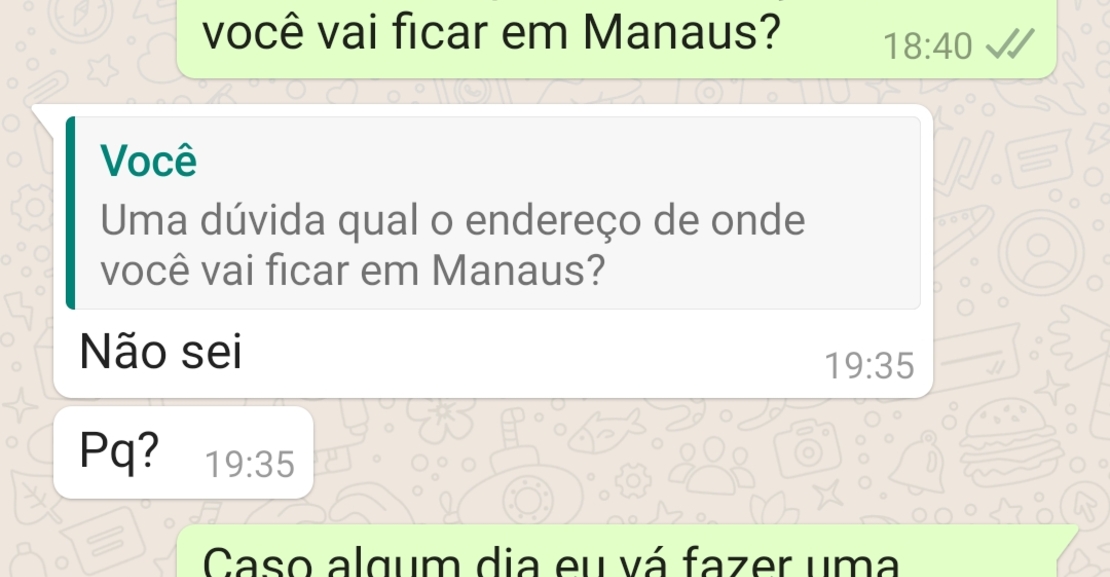 você vai ficar em Manaus?
18:40
Você
Uma dúvida qual o endereço de onde
você vai ficar em Manaus?
Não sei
19:35
Pq?
19:35
Caso algum dia eu vá fazer uma